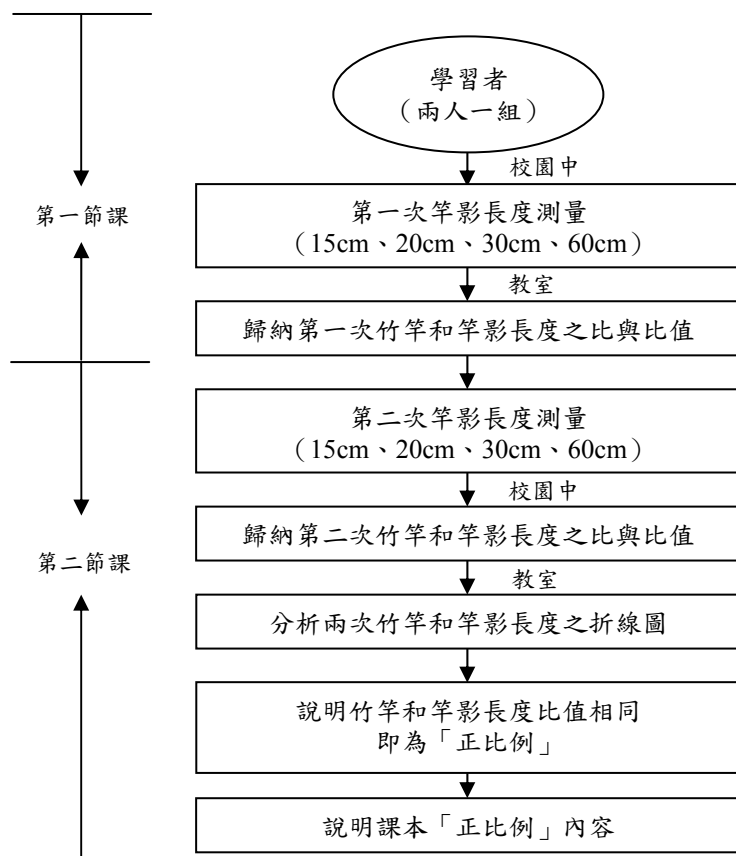 學習者
（兩人一組）
校園中
第一次竿影長度測量
（15cm、20cm、30cm、60cm）
第一節課
教室
歸納第一次竹竿和竿影長度之比與比值
第二次竿影長度測量
（15cm、20cm、30cm、60cm）
校園中
歸納第二次竹竿和竿影長度之比與比值
第二節課
教室
分析兩次竹竿和竿影長度之折線圖
說明竹竿和竿影長度比值相同
即為「正比例」
說明課本「正比例」內容